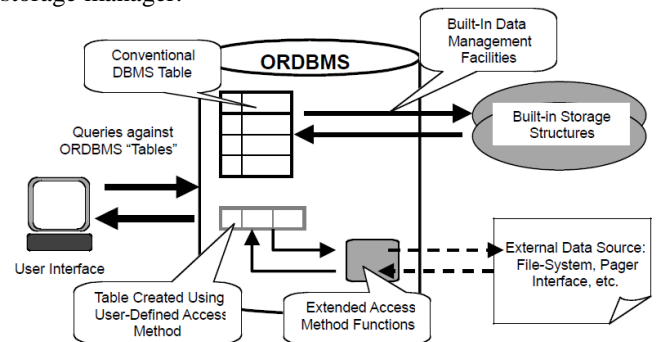 storage manager.
Conventional
DBMS Table
ORDBMS
Built-In Data
Management
Facilities
Built-in Storage
Structures
Queries against
ORDBMS “Tables”
User Interface
Table Created Using
User-Defined Access
Method
Extended Access
Method Functions
External Data Source:
File-System, Pager
Interface, etc.